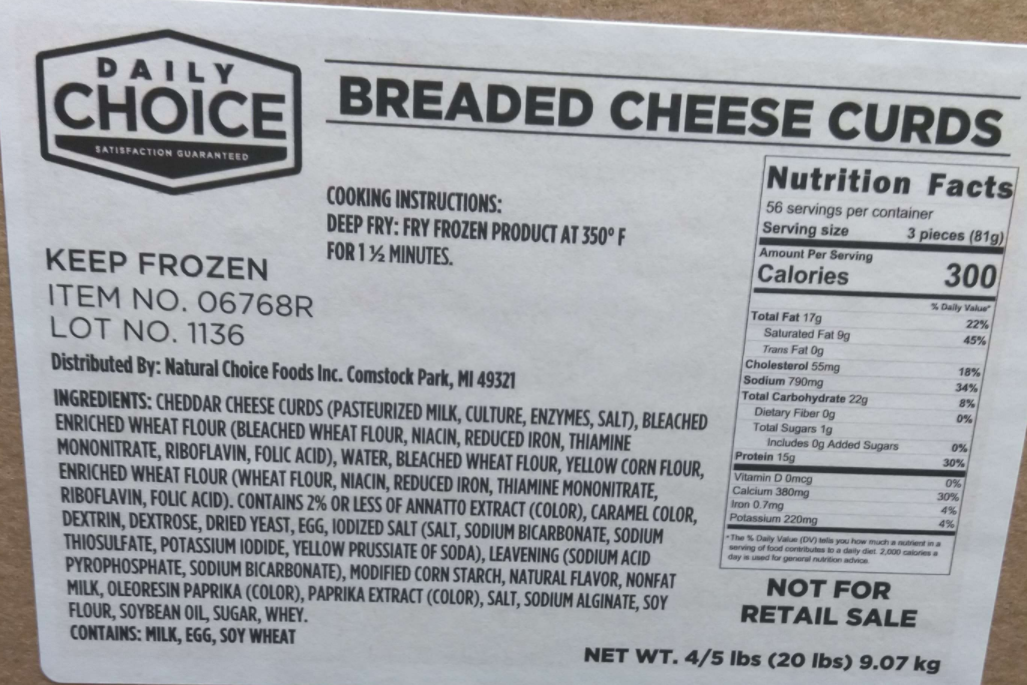 DAILY
CHOICE
SATISFACTION GUARANTEED
BREADED CHEESE CURDS
COOKING INSTRUCTIONS:
DEEP FRY: FRY FROZEN PRODUCT AT 350° F
FOR 1 ½ MINUTES.
KEEP FROZEN
ITEM NO. 06768R
LOT NO. 1136
Distributed By: Natural Choice Foods Inc. Comstock Park, MI 49321
INGREDIENTS: CHEDDAR CHEESE CURDS (PASTEURIZED MILK, CULTURE, ENZYMES, SALT), BLEACHED
ENRICHED WHEAT FLOUR (BLEACHED WHEAT FLOUR, NIACIN, REDUCED IRON, THIAMINE
MONONITRATE, RIBOFLAVIN, FOLIC ACID), WATER, BLEACHED WHEAT FLOUR, YELLOW CORN FLOUR,
ENRICHED WHEAT FLOUR (WHEAT FLOUR, NIACIN, REDUCED IRON, THIAMINE MONONITRATE,
RIBOFLAVIN, FOLIC ACID). CONTAINS 2% OR LESS OF ANNATTO EXTRACT (COLOR), CARAMEL COLOR,
DEXTRIN, DEXTROSE, DRIED YEAST, EGG, IODIZED SALT (SALT, SODIUM BICARBONATE, SODIUM
THIOSULFATE, POTASSIUM IODIDE, YELLOW PRUSSIATE OF SODA), LEAVENING (SODIUM ACID
PYROPHOSPHATE, SODIUM BICARBONATE), MODIFIED CORN STARCH, NATURAL FLAVOR, NONFAT
MILK, OLEORESIN PAPRIKA (COLOR), PAPRIKA EXTRACT (COLOR), SALT, SODIUM ALGINATE, SOY
FLOUR, SOYBEAN OIL, SUGAR, WHEY.
CONTAINS: MILK, EGG, SOY WHEAT
Nutrition Facts
56 servings per container
Serving size 3 pieces (81g)
Amount Per Serving
Calories 300
% Daily Value*
Total Fat 17g 22%
Saturated Fat 9g 45%
Trans Fat 0g
Cholesterol 55mg 18%
Sodium 790mg 34%
Total Carbohydrate 22g 8%
Dietary Fiber 0g 0%
Total Sugars 1g
Includes 0g Added Sugars 0%
Protein 15g 30%
Vitamin D 0mcg 0%
Calcium 380mg 30%
Iron 0.7mg 4%
Potassium 220mg 4%
*The % Daily Value (DV) tells you how much a nutrient in a
serving of food contributes to a daily diet. 2,000 calories a
day is used for general nutrition advice.
NOT FOR
RETAIL SALE
NET WT. 4/5 lbs (20 lbs) 9.07 kg